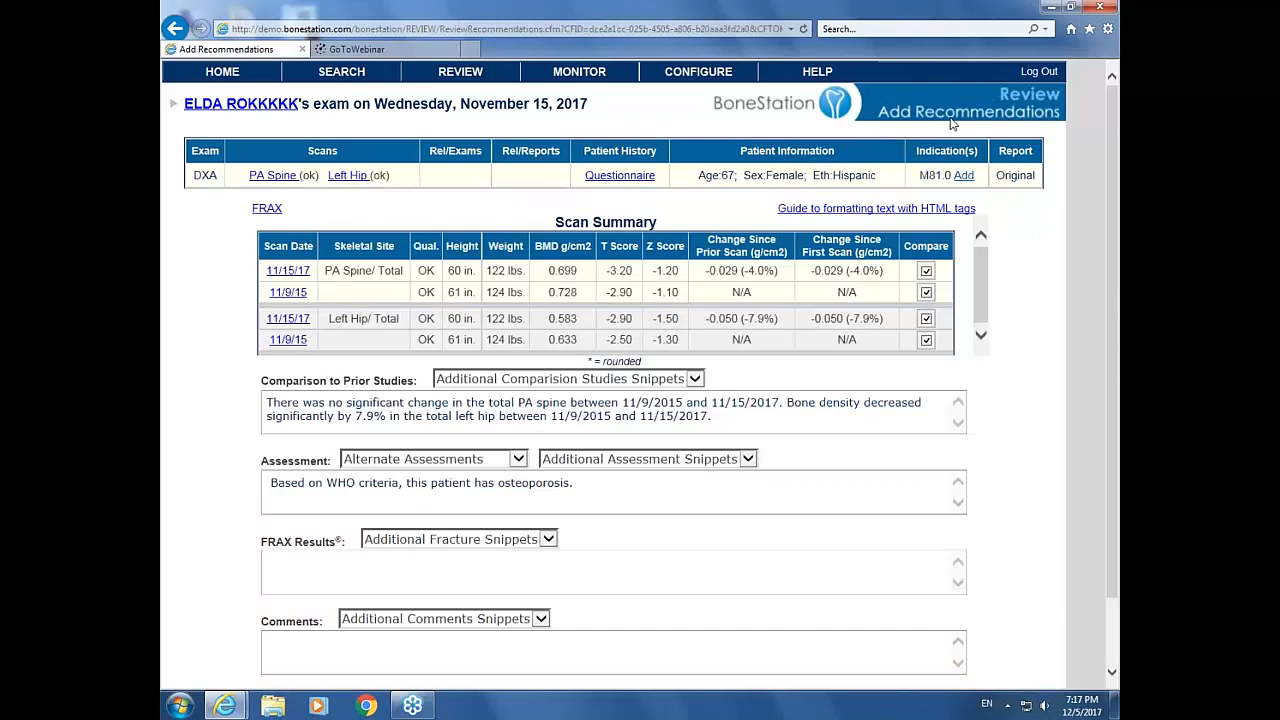 http://demo.bonestation.com/bonestation/REVIEW/ReviewRecommendations.cfm?CFID=dce2a1cc-025b-4505-a806-b20aaa3fd2a0&CFTO
Search...
Add Recommendations x GoToWebinar
HOME SEARCH REVIEW MONITOR CONFIGURE HELP Log Out
ELDA ROKKKKK's exam on Wednesday, November 15, 2017
BoneStation
Review
Add Recommendations
Exam Scans Rel/Exams Rel/Reports Patient History Patient Information Indication(s) Report
DXA PA Spine (ok) Left Hip (ok) Questionnaire Age:67; Sex:Female; Eth:Hispanic M81.0 Add Original
FRAX Guide to formatting text with HTML tags
Scan Summary
Scan Date Skeletal Site Qual. Height Weight BMD g/cm2 T Score Z Score Change Since Prior Scan (g/cm2) Change Since First Scan (g/cm2) Compare
11/15/17 PA Spine/ Total OK 60 in. 122 lbs. 0.699 -3.20 -1.20 -0.029 (-4.0%) -0.029 (-4.0%)
11/9/15 OK 61 in. 124 lbs. 0.728 -2.90 -1.10 N/A N/A
11/15/17 Left Hip/ Total OK 60 in. 122 lbs. 0.583 -2.90 -1.50 -0.050 (-7.9%) -0.050 (-7.9%)
11/9/15 OK 61 in. 124 lbs. 0.633 -2.50 -1.30 N/A N/A
* = rounded
Comparison to Prior Studies: Additional Comparision Studies Snippets
There was no significant change in the total PA spine between 11/9/2015 and 11/15/2017. Bone density decreased
significantly by 7.9% in the total left hip between 11/9/2015 and 11/15/2017.
Assessment: Alternate Assessments Additional Assessment Snippets
Based on WHO criteria, this patient has osteoporosis.
FRAX Results®: Additional Fracture Snippets
Comments: Additional Comments Snippets
EN
7:17 PM
12/5/2017